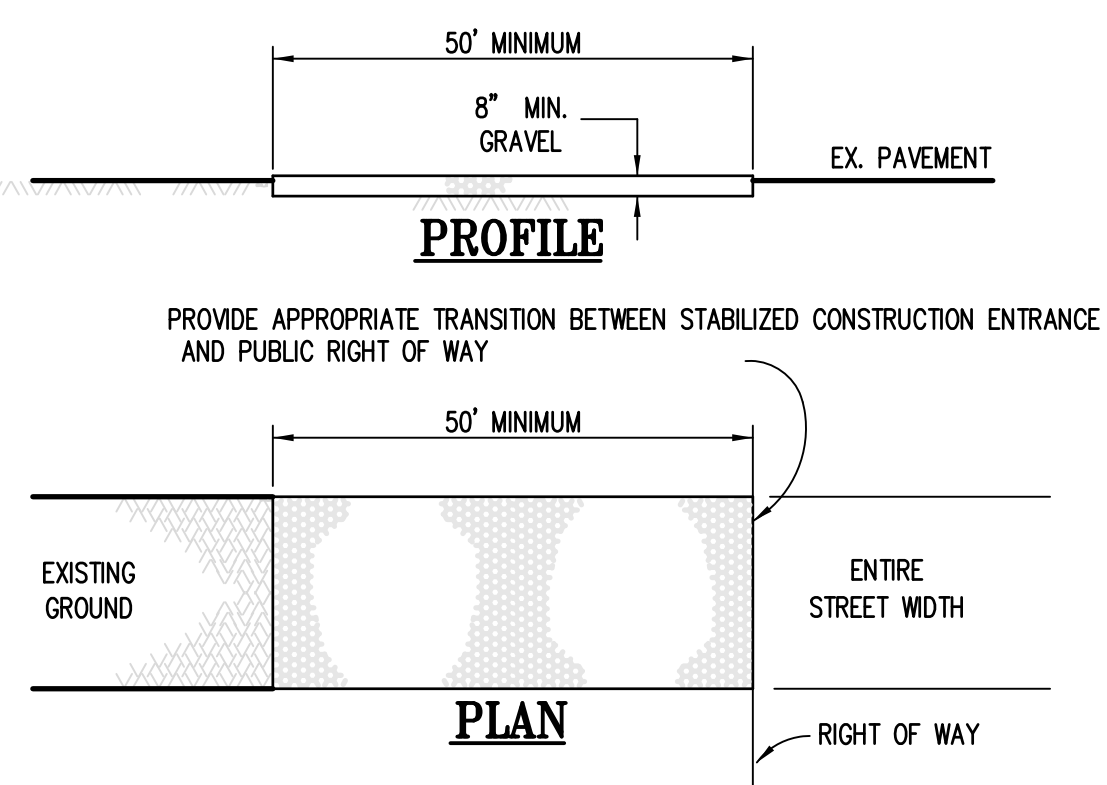 50' MINIMUM
8" MIN.
GRAVEL
EX. PAVEMENT
PROFILE
PROVIDE APPROPRIATE TRANSITION BETWEEN STABILIZED CONSTRUCTION ENTRANCE
AND PUBLIC RIGHT OF WAY
50' MINIMUM
EXISTING
GROUND
ENTIRE
STREET WIDTH
PLAN
RIGHT OF WAY